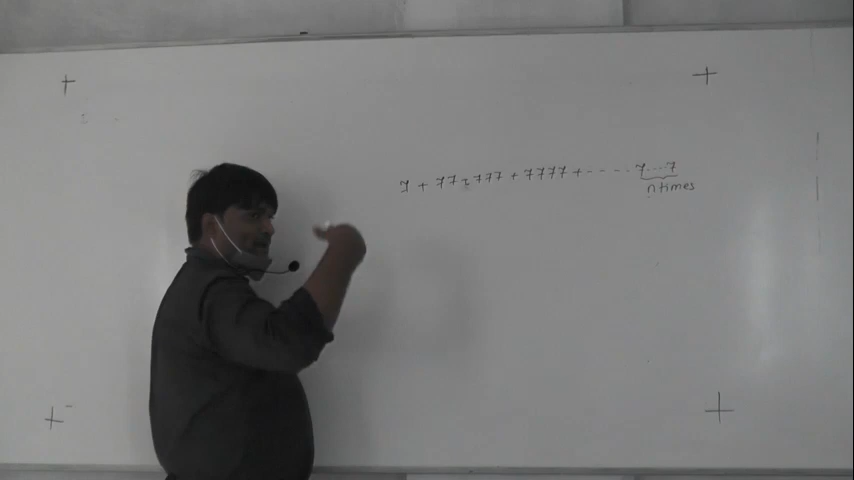 7 + 77 + 777 + 7777 + - - - - 7....7
n times